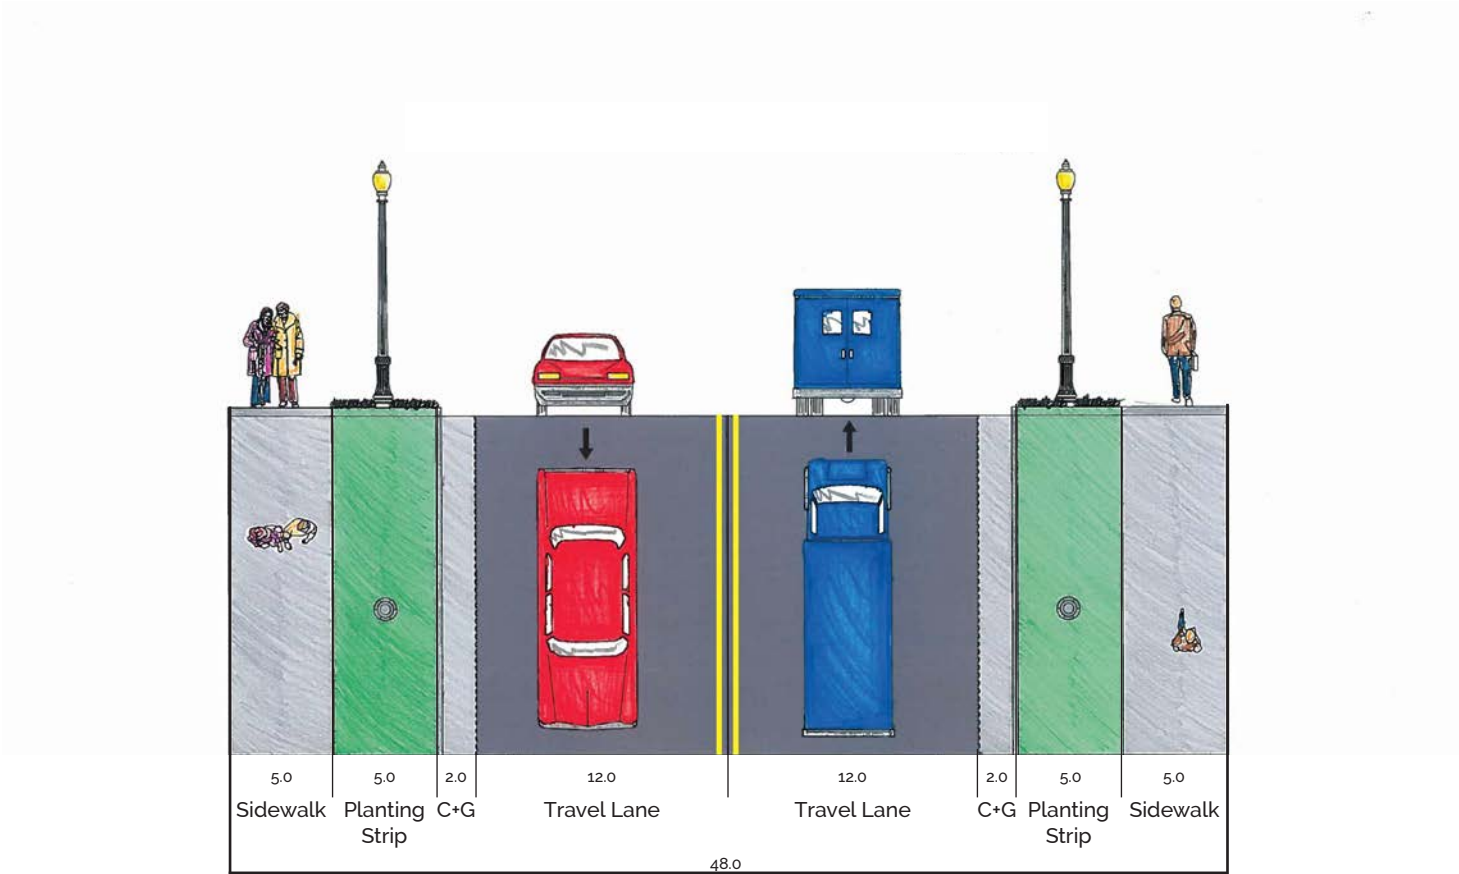 5.0 5.0 2.0 12.0 12.0 2.0 5.0 5.0
Sidewalk Planting C+G Travel Lane Travel Lane C+G Planting Sidewalk
Strip Strip
48.0